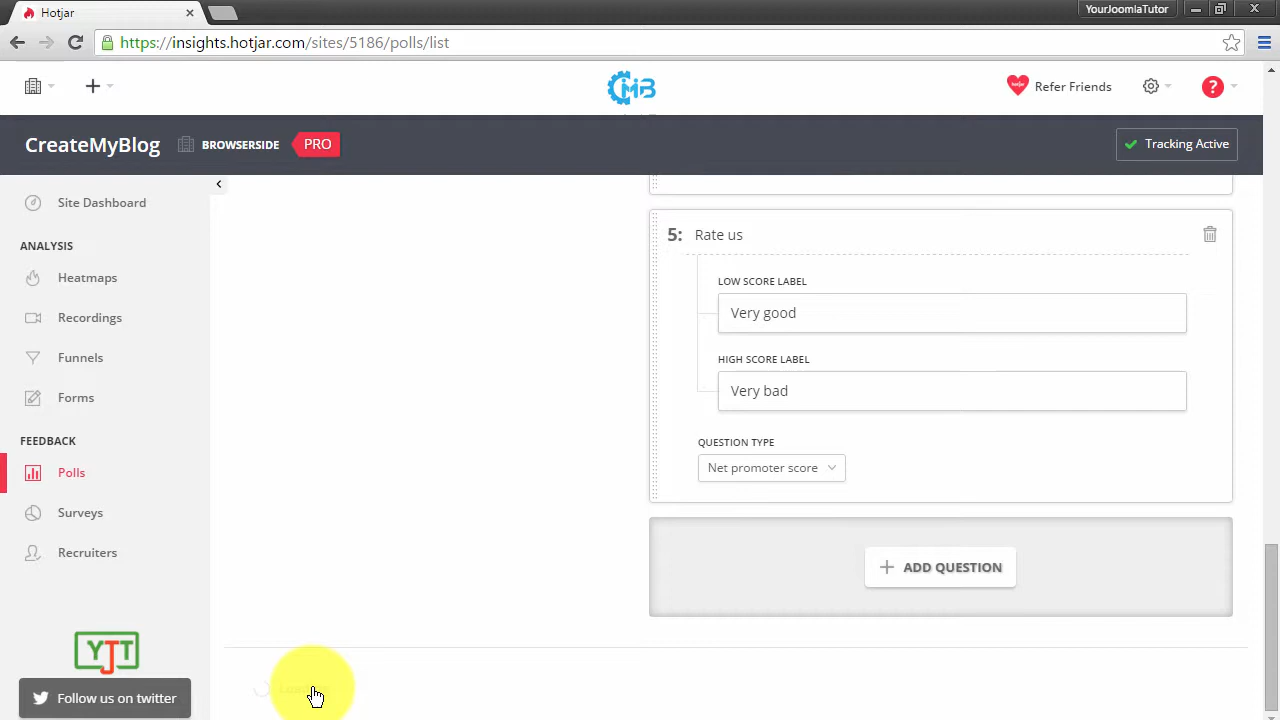 Hotjar
YourJoomlaTutor
https://insights.hotjar.com/sites/5186/polls/list
Refer Friends
?
CreateMyBlog
BROWSERSIDE
PRO
Tracking Active
Site Dashboard
ANALYSIS
Heatmaps
Recordings
Funnels
Forms
FEEDBACK
Polls
Surveys
Recruiters
YJT
Follow us on twitter
5: Rate us
LOW SCORE LABEL
Very good
HIGH SCORE LABEL
Very bad
QUESTION TYPE
Net promoter score
+ ADD QUESTION